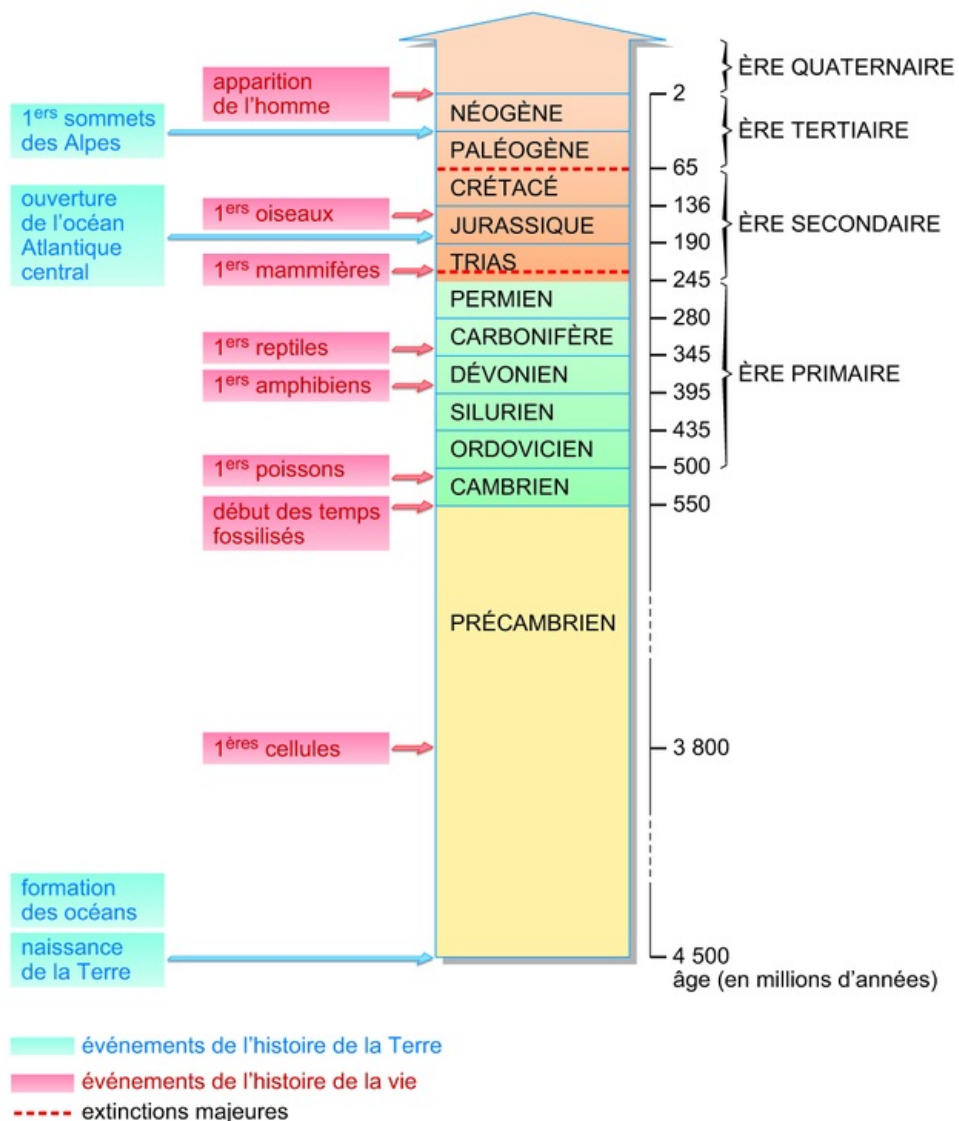 apparition
de l'homme
1ers sommets
des Alpes
ouverture
de l'océan
Atlantique
central
1ers oiseaux
1ers mammifères
1ers reptiles
1ers amphibiens
1ers poissons
début des temps
fossilisés
1ères cellules
formation
des océans
naissance
de la Terre
NÉOGÈNE
PALÉOGÈNE
CRÉTACÉ
JURASSIQUE
TRIAS
PERMIEN
CARBONIFÈRE
DÉVONIEN
SILURIEN
ORDOVICIEN
CAMBRIEN
PRÉCAMBRIEN
2
65
136
190
245
280
345
395
435
500
550
3 800
4 500
âge (en millions d'années)
ÈRE QUATERNAIRE
ÈRE TERTIAIRE
ÈRE SECONDAIRE
ÈRE PRIMAIRE
événements de l'histoire de la Terre
événements de l'histoire de la vie
extinctions majeures